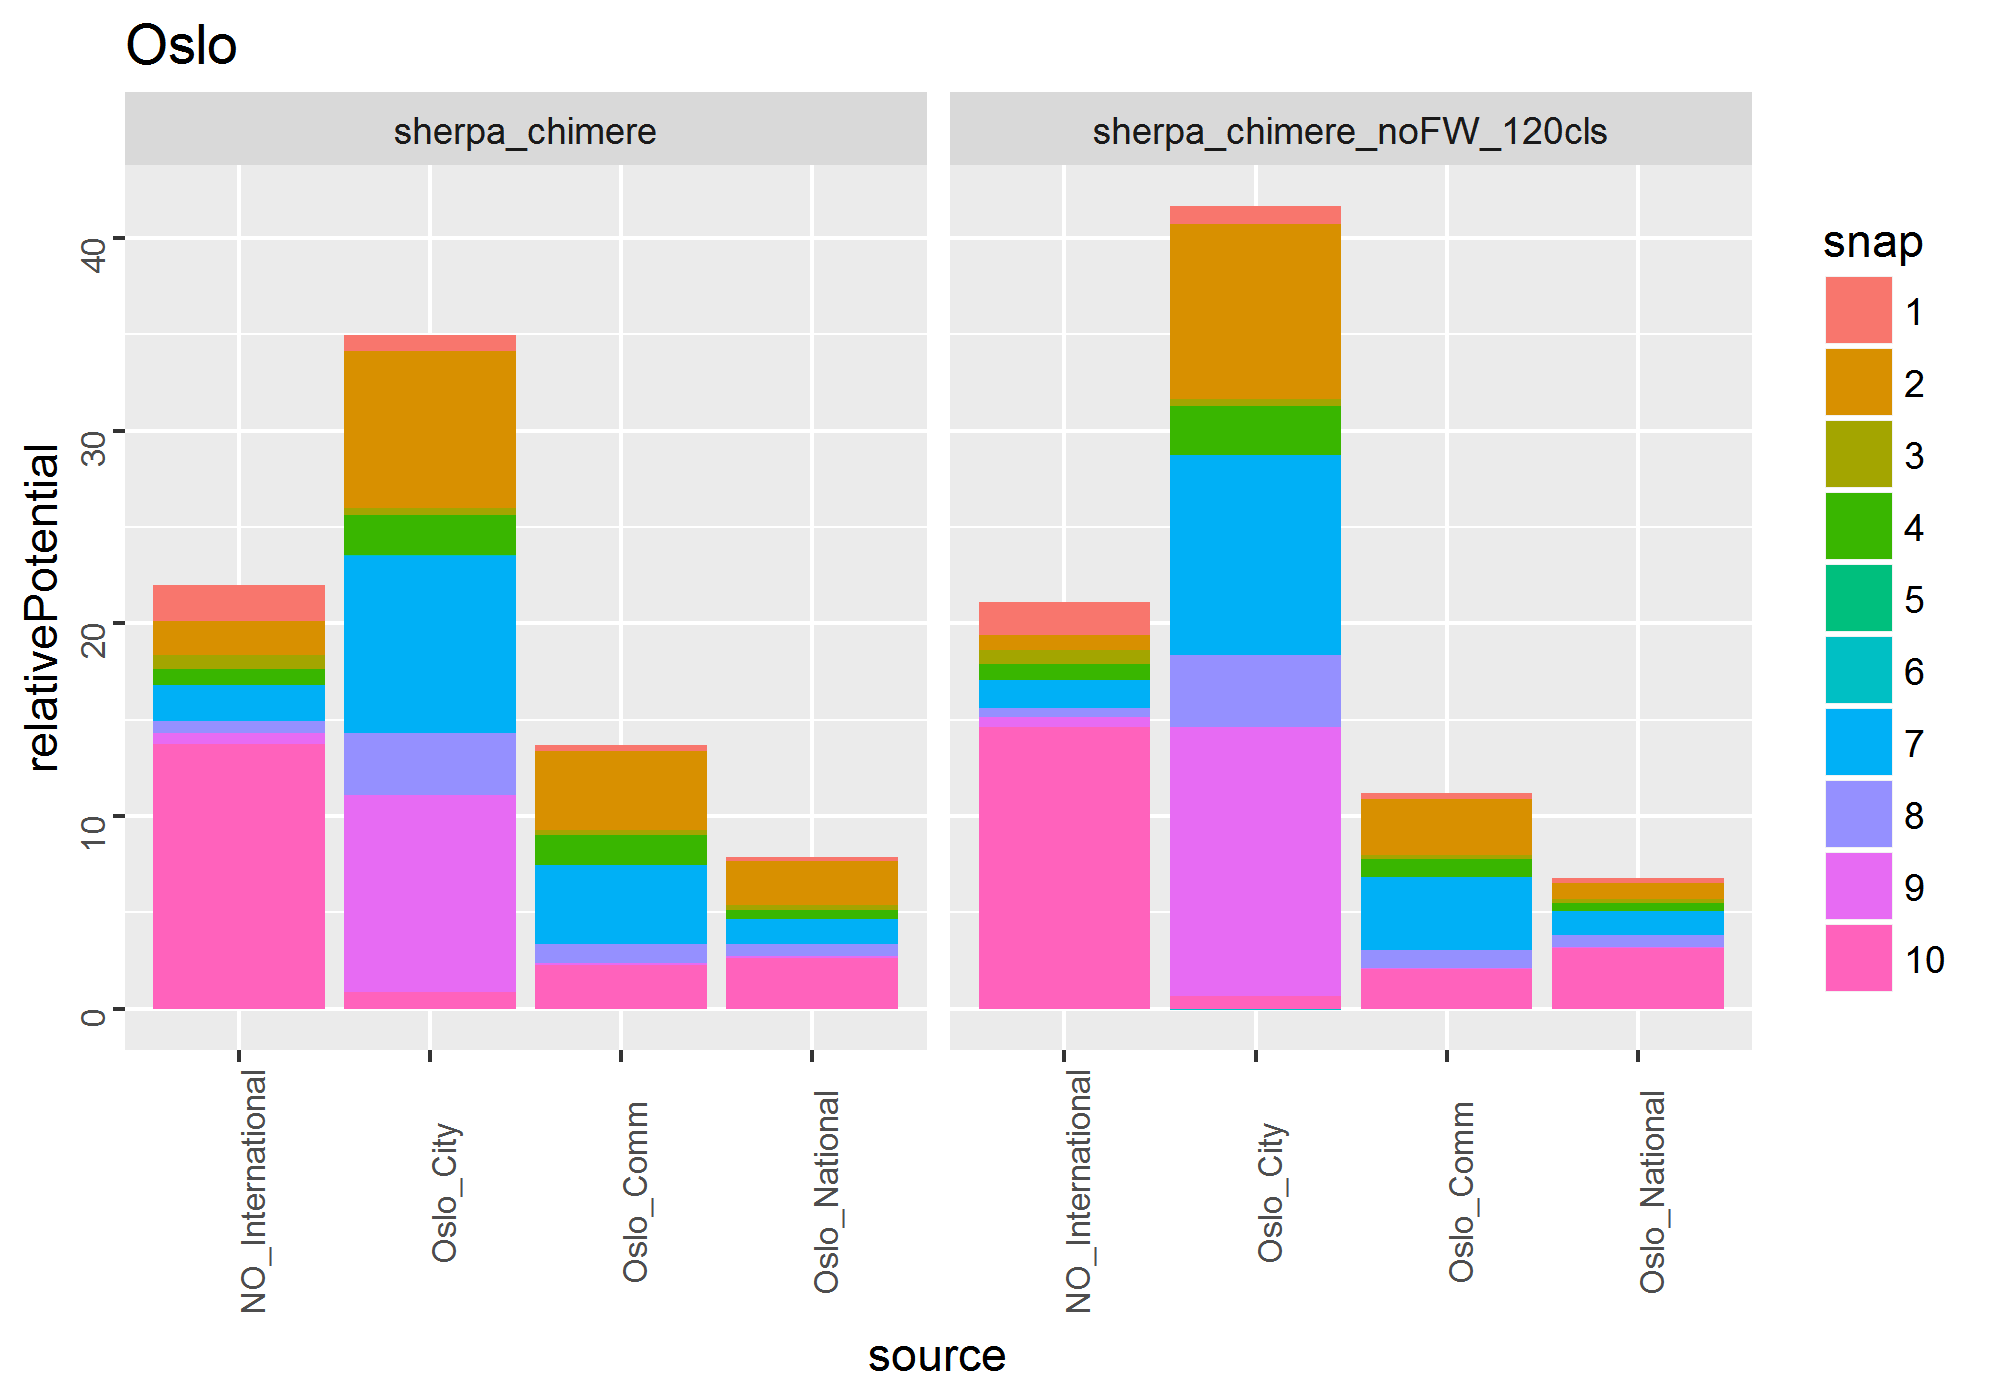 Oslo
sherpa_chimere
sherpa_chimere_noFW_120cls
relativePotential
40
30
20
10
0
NO_International
Oslo_City
Oslo_Comm
Oslo_National
NO_International
Oslo_City
Oslo_Comm
Oslo_National
source
snap
1
2
3
4
5
6
7
8
9
10